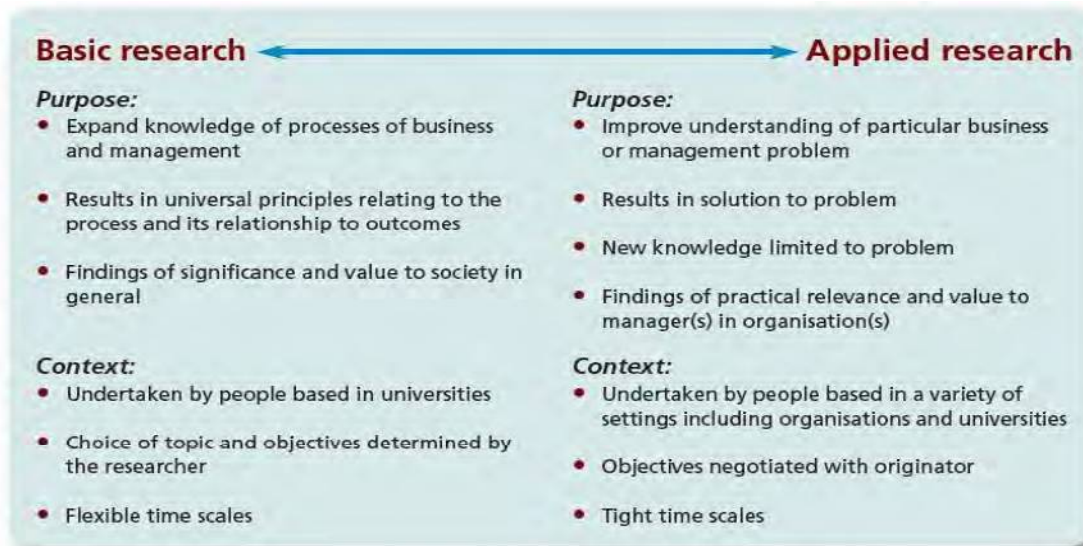 Basic research
Applied research
Purpose:
• Expand knowledge of processes of business
and management
• Results in universal principles relating to the
process and its relationship to outcomes
• Findings of significance and value to society in
general
Context:
• Undertaken by people based in universities
• Choice of topic and objectives determined by
the researcher
• Flexible time scales
Purpose:
• Improve understanding of particular business
or management problem
• Results in solution to problem
• New knowledge limited to problem
• Findings of practical relevance and value to
manager(s) in organisation(s)
Context:
• Undertaken by people based in a variety of
settings including organisations and universities
• Objectives negotiated with originator
• Tight time scales